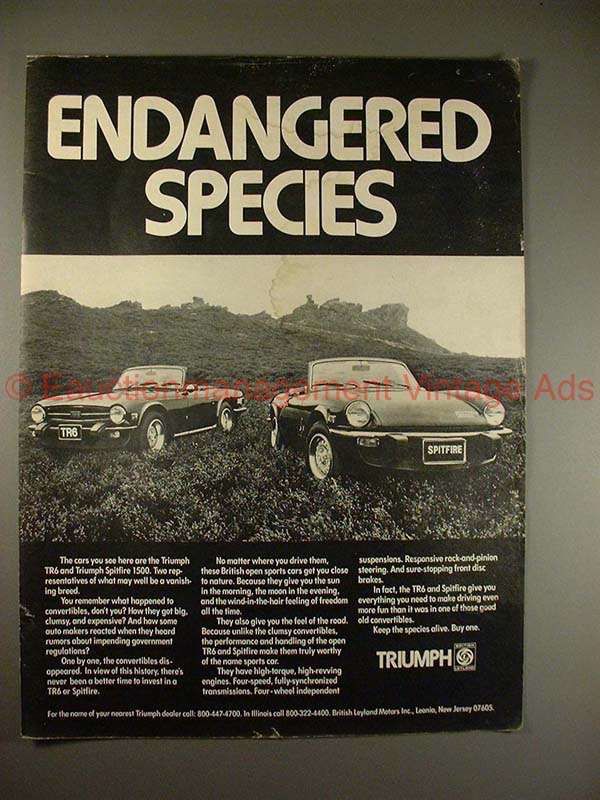 ENDANGERED
SPECIES
© Eauctionmanagement Vintage Ads
TR6
SPITFIRE
The cars you see here are the Triumph
TR6 and Triumph Spitfire 1500. Two rep-
resentatives of what may well be a vanish-
ing breed.
You remember what happened to
convertibles, don't you? How they got big,
clumsy, and expensive? And how some
auto makers reacted when they heard
rumors about impending government
regulations?
One by one, the convertibles dis-
appeared. In view of this history, there's
never been a better time to invest in a
TR6 or Spitfire.
No matter where you drive them,
these British open sports cars get you close
to nature. Because they give you the sun
in the morning, the moon in the evening,
and the wind-in-the-hair feeling of freedom
all the time.
They also give you the feel of the road.
Because unlike the clumsy convertibles,
the performance and handling of the open
TR6 and Spitfire make them truly worthy
of the name sports car.
They have high-torque, high-revving
engines. Four-speed, fully-synchronized
transmissions. Four-wheel independent
suspensions. Responsive rack-and-pinion
steering. And sure-stopping front disc
brakes.
In fact, the TR6 and Spitfire give you
everything you need to make driving even
more fun than it was in one of those good
old convertibles.
Keep the species alive. Buy one.
TRIUMPH
BRITISH
LEYLAND
For the name of your nearest Triumph dealer call: 800-447-4700. In Illinois call 800-322-4400. British Leyland Motors Inc., Leonia, New Jersey 07605.